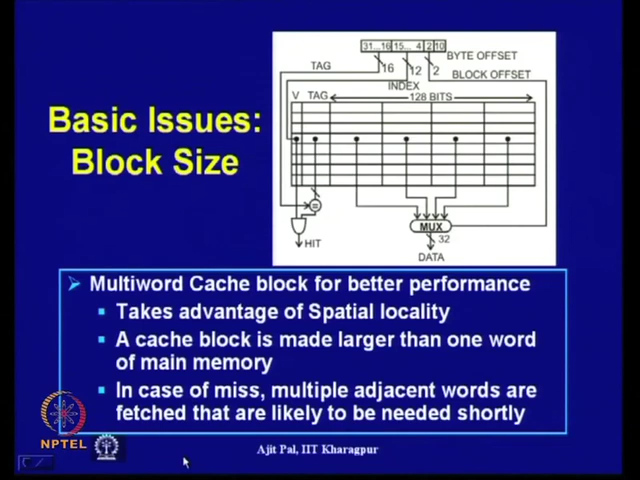 Basic Issues:
Block Size
31...16 15... 4 2 10
16 12 2
BYTE OFFSET
TAG
BLOCK OFFSET
INDEX
V TAG 128 BITS
=
MUX
HIT
32
DATA
Multiword Cache block for better performance
Takes advantage of Spatial locality
A cache block is made larger than one word
of main memory
In case of miss, multiple adjacent words are
fetched that are likely to be needed shortly
NPTEL
Ajit Pal, IIT Kharagpur